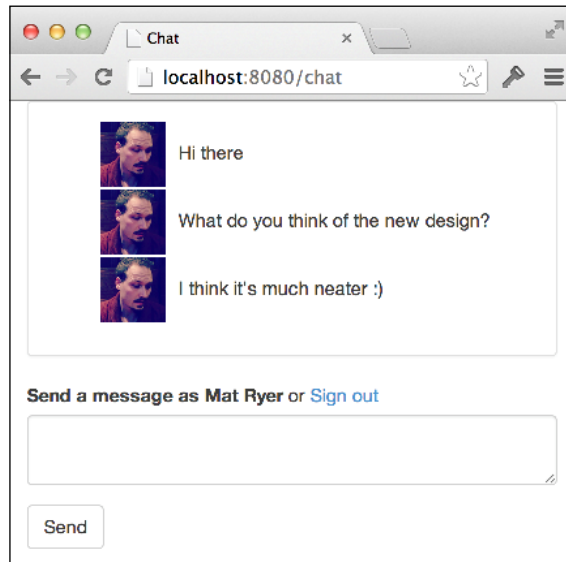 Chat
localhost:8080/chat
Hi there
What do you think of the new design?
I think it's much neater :)
Send a message as Mat Ryer or Sign out
Send